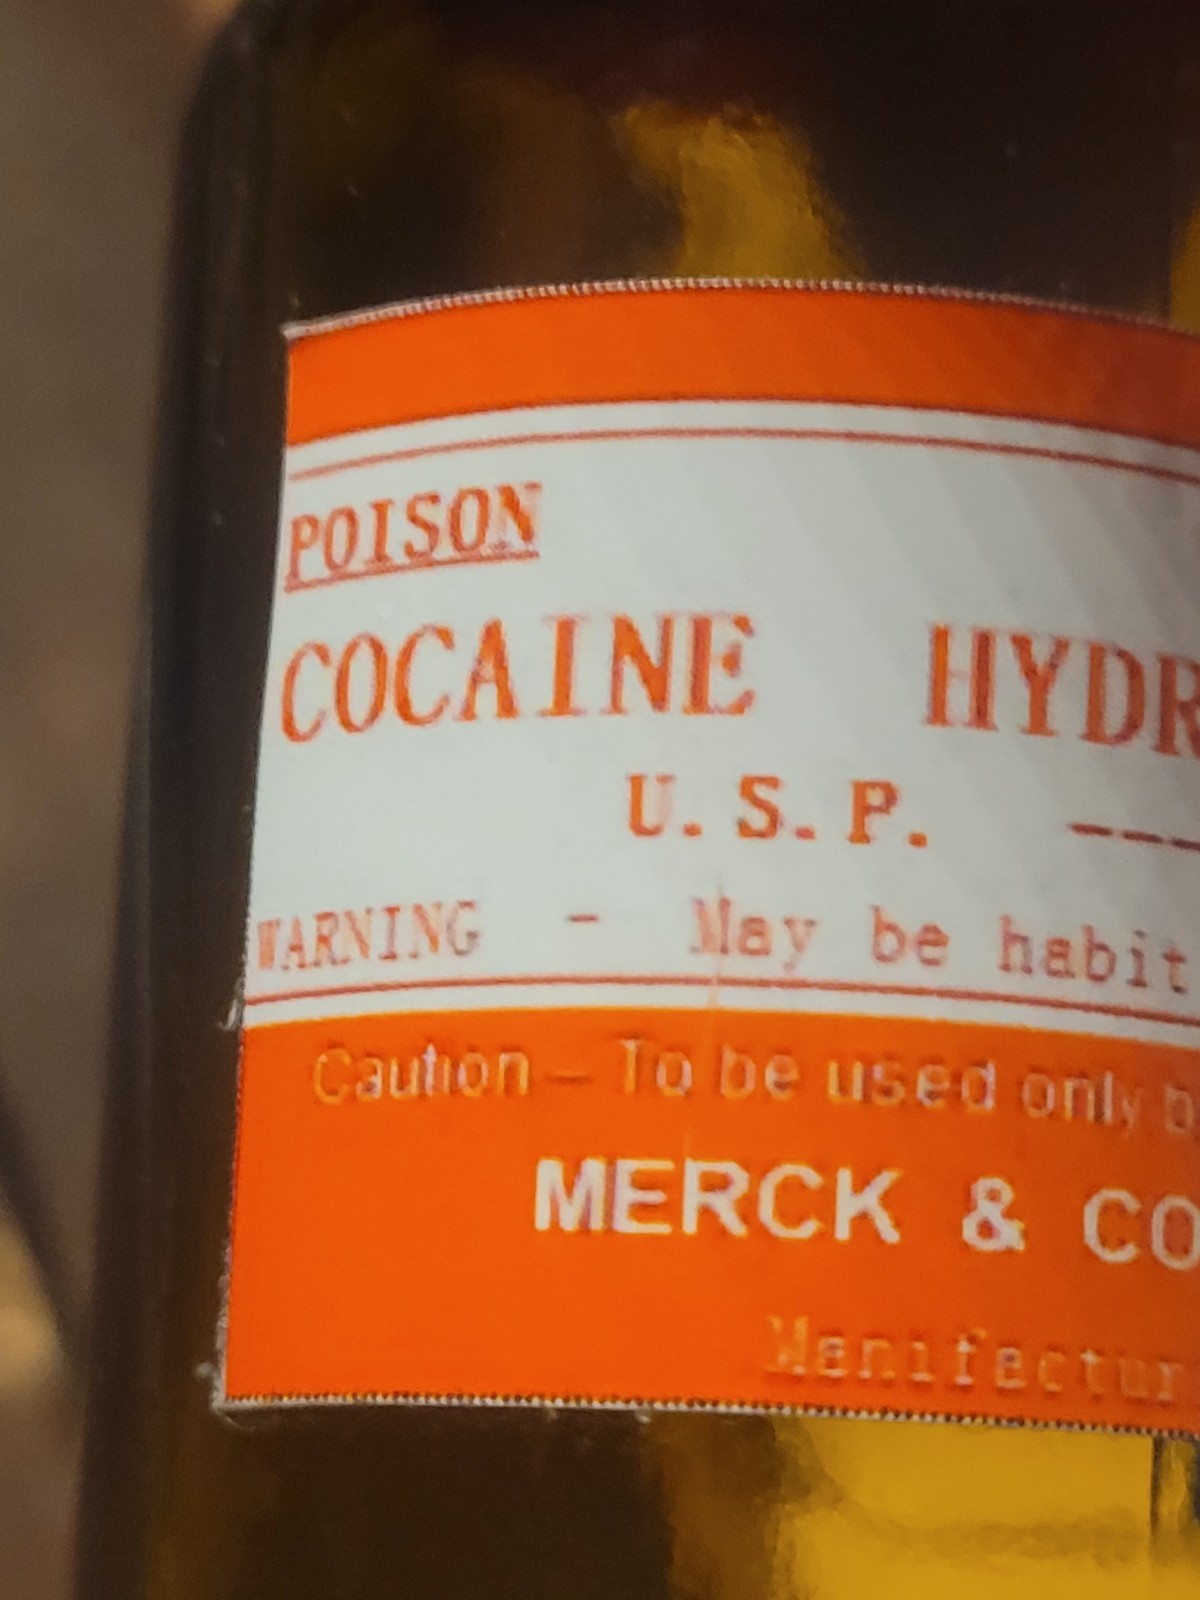 POISON
COCAINE HYDR
U.S.P. ---
WARNING - May be habit
Caution – To be used only b
MERCK & CO
Manifactur